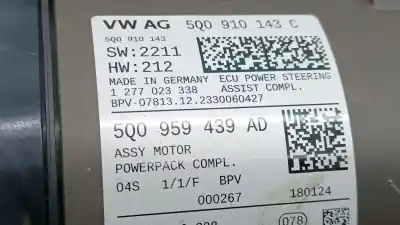 VW AG 5Q0 910 143 C
5Q0 910 143
SW:2211
HW:212
MADE IN GERMANY ECU POWER STEERING
1 277 023 338 ASSIST COMPL.
BPV-07813.12.2330060427
5Q0 959 439 AD
ASSY MOTOR
POWERPACK COMPL.
04S 1/1/F BPV
000267 180124
(078)